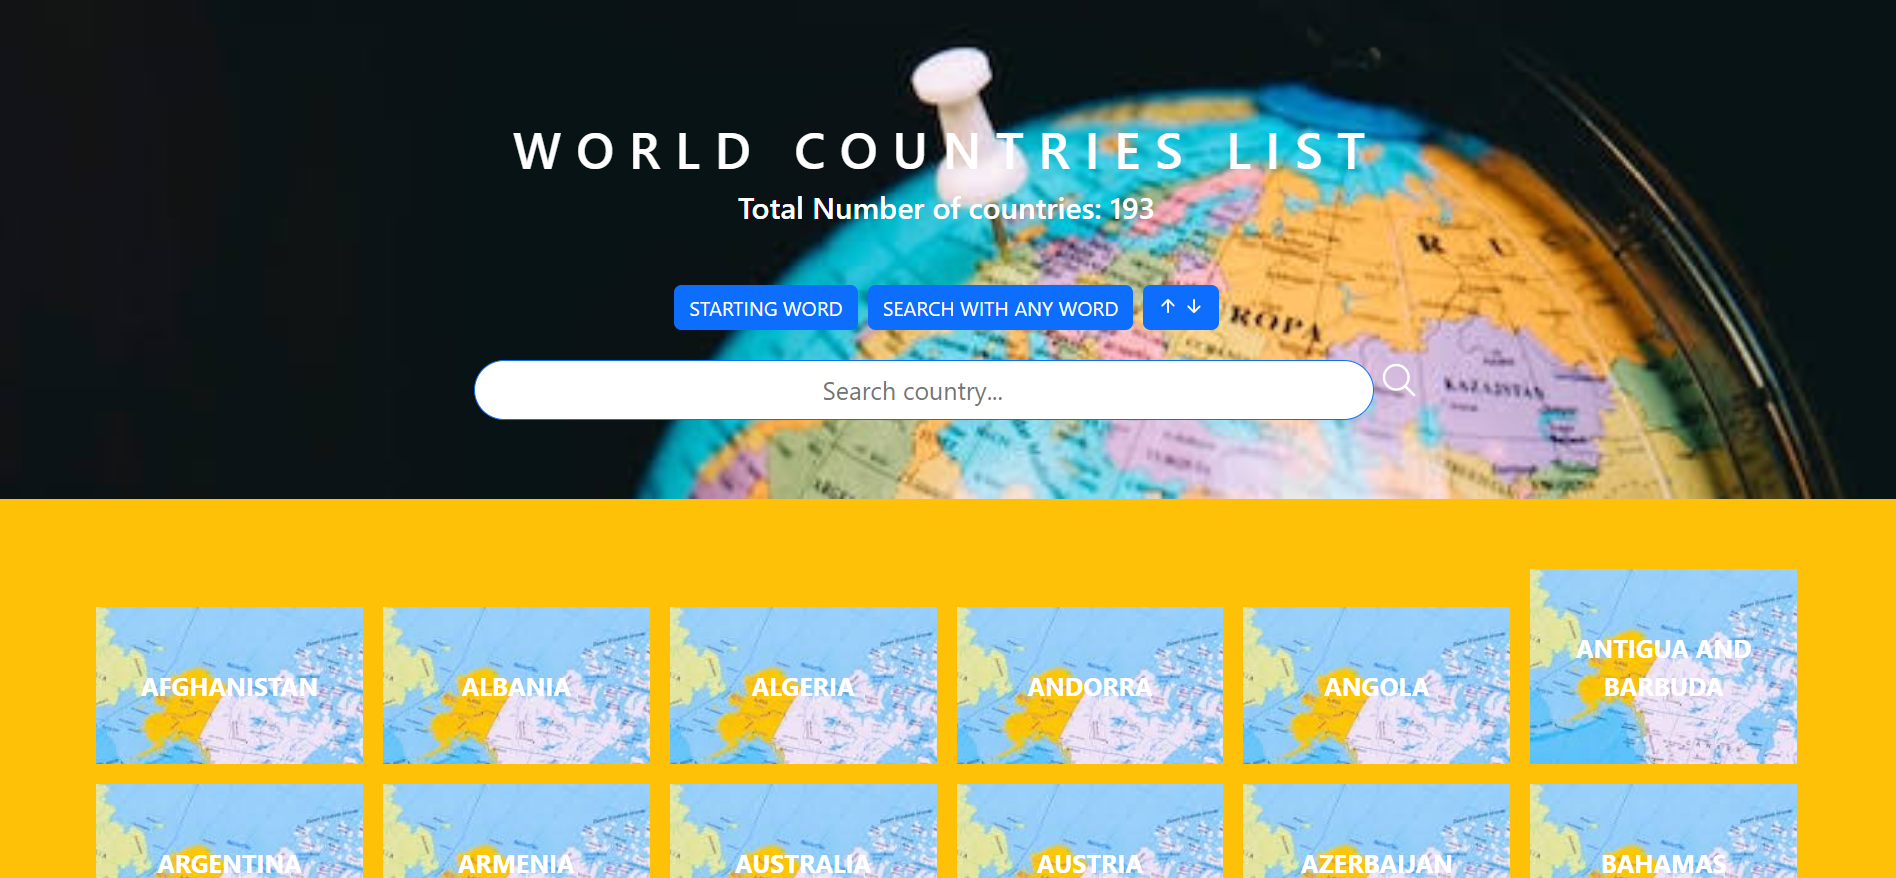 WORLD COUNTRIES LIST
Total Number of countries: 193
STARTING WORD
SEARCH WITH ANY WORD
Search country...
AFGHANISTAN
ALBANIA
ALGERIA
ANDORRA
ANGOLA
ANTIGUA AND
BARBUDA
ARGENTINA
ARMENIA
AUSTRALIA
AUSTRIA
AZERBAIJAN
BAHAMAS